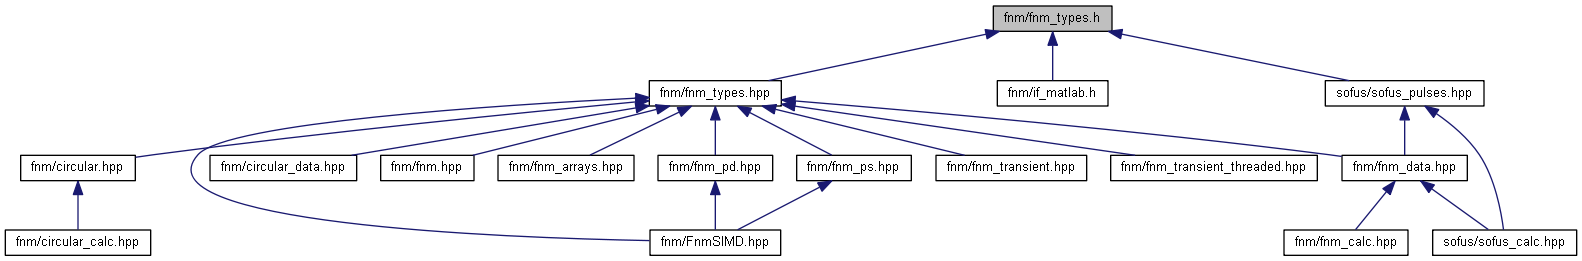 fnm/fnm_types.h
fnm/fnm_types.hpp
fnm/if_matlab.h
sofus/sofus_pulses.hpp
fnm/circular.hpp
fnm/circular_data.hpp
fnm/fnm.hpp
fnm/fnm_arrays.hpp
fnm/fnm_pd.hpp
fnm/fnm_ps.hpp
fnm/fnm_transient.hpp
fnm/fnm_transient_threaded.hpp
fnm/fnm_data.hpp
fnm/circular_calc.hpp
fnm/FnmSIMD.hpp
fnm/fnm_calc.hpp
sofus/sofus_calc.hpp